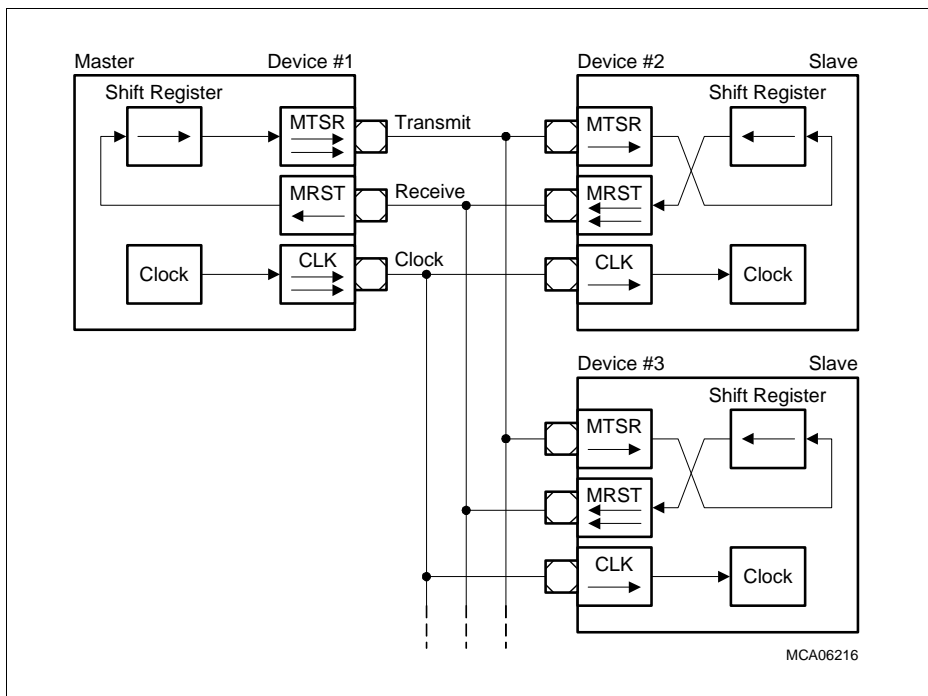 Master Device #1
Shift Register
MTSR
Transmit
MRST
Receive
Clock
CLK
Clock
Device #2 Slave
Shift Register
MTSR
MRST
CLK
Clock
Device #3 Slave
Shift Register
MTSR
MRST
CLK
Clock
MCA06216